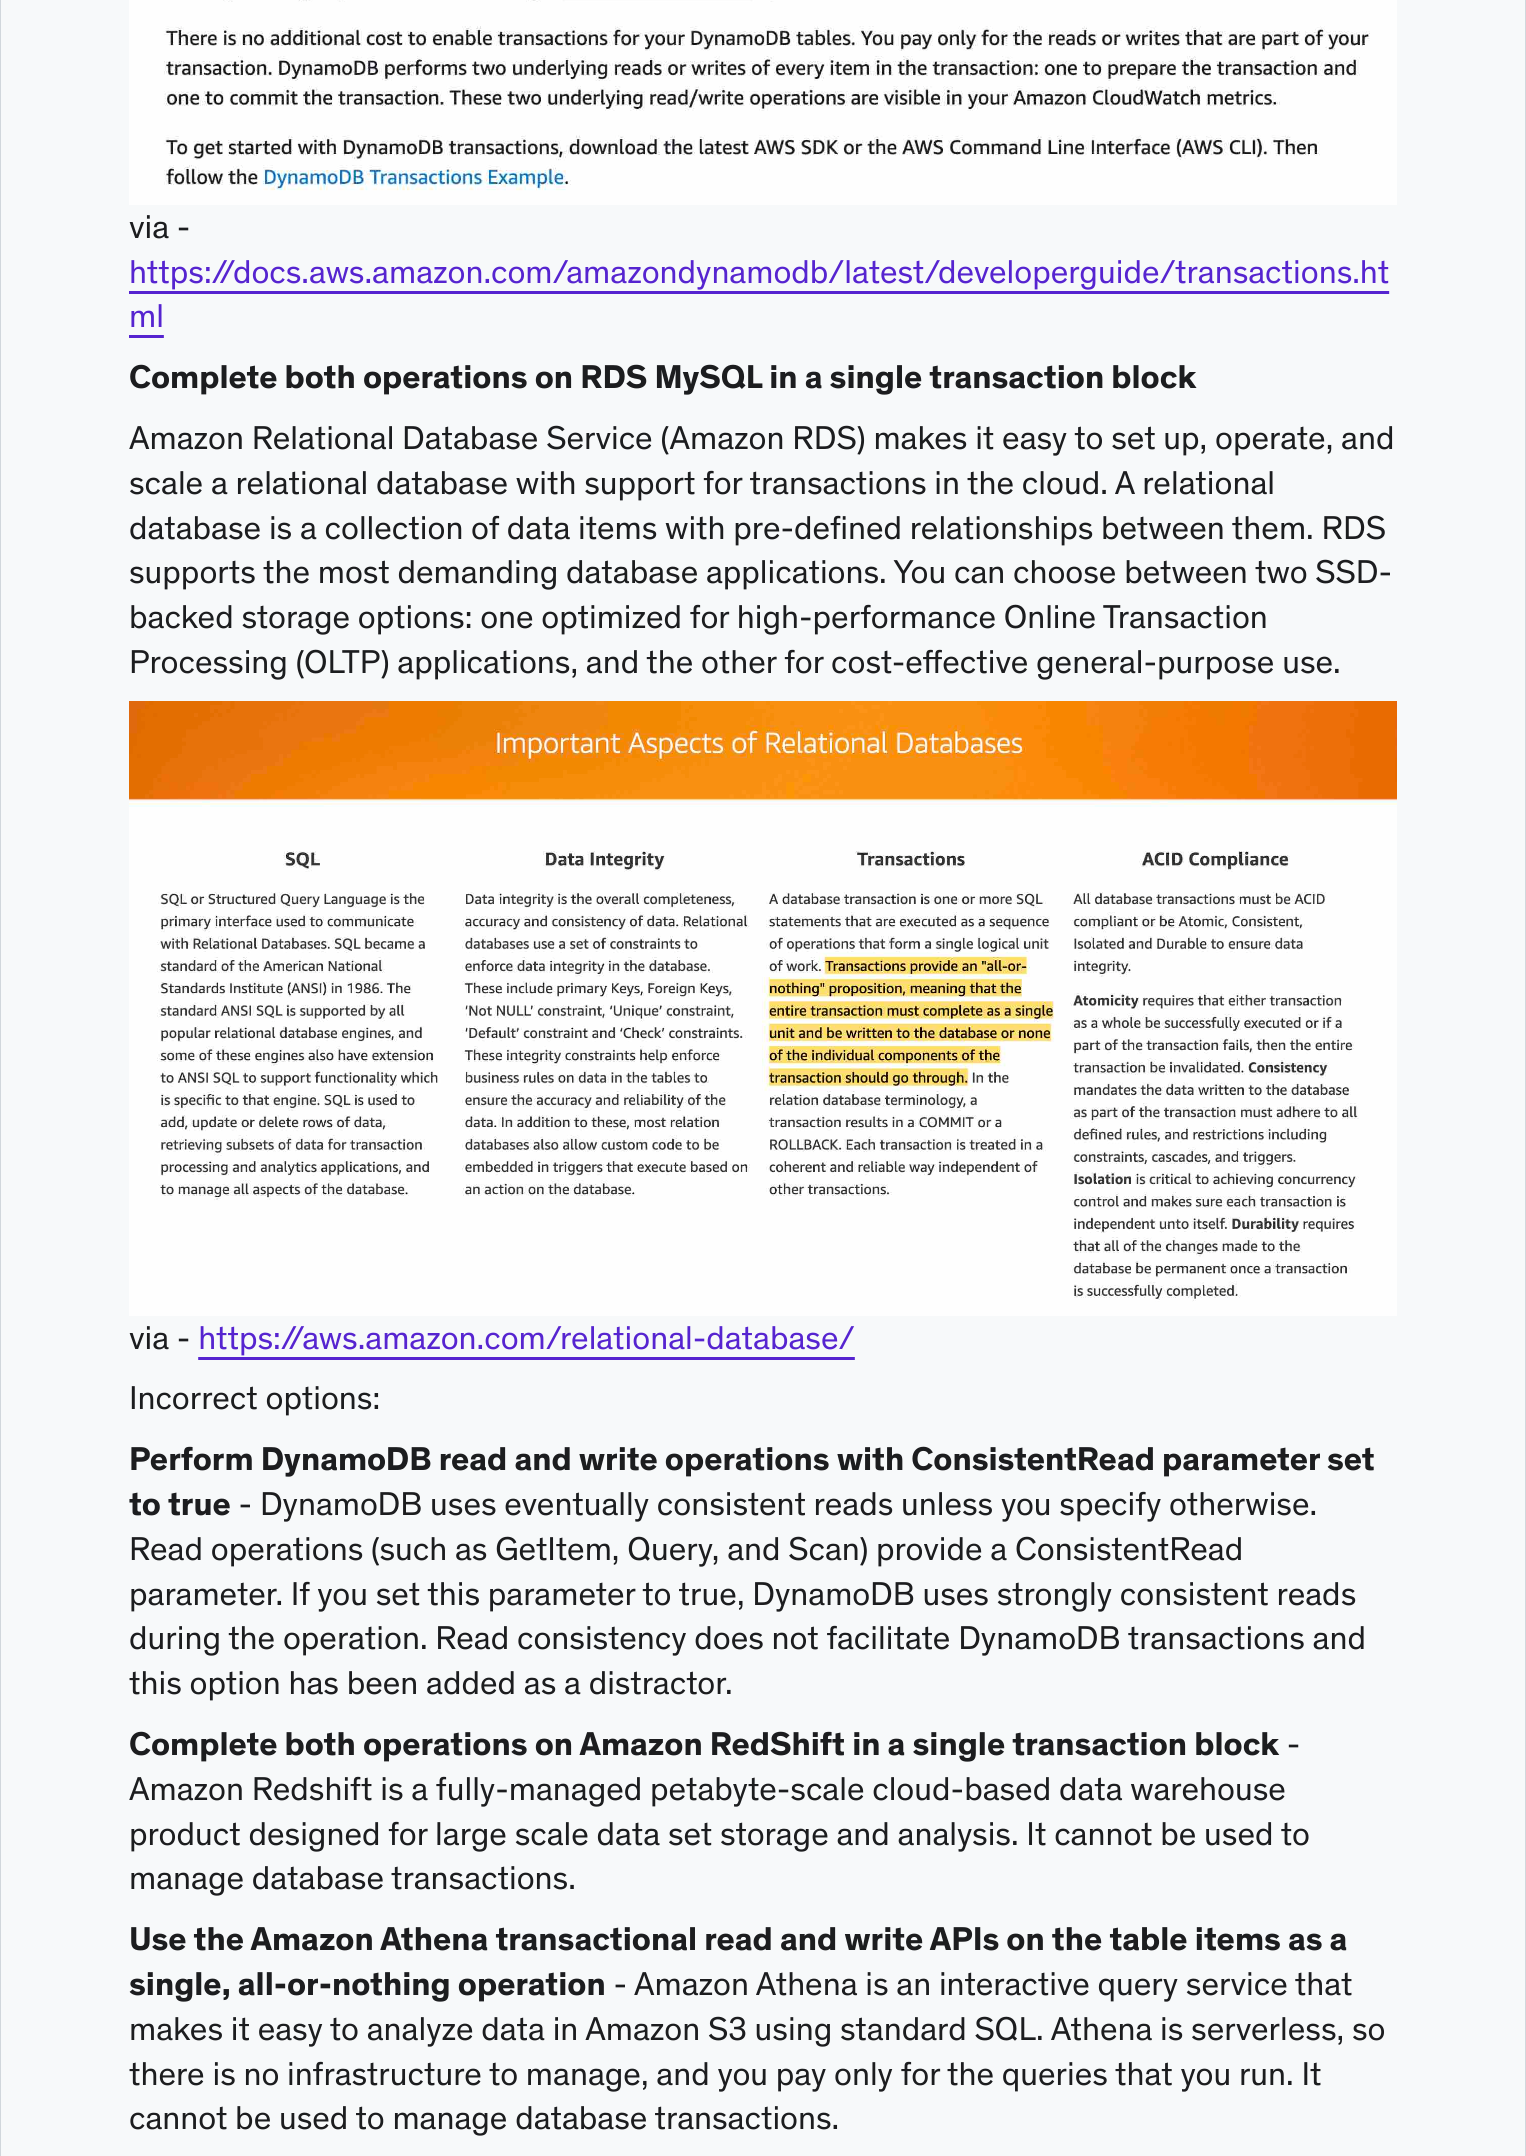 There is no additional cost to enable transactions for your DynamoDB tables. You pay only for the reads or writes that are part of your
transaction. DynamoDB performs two underlying reads or writes of every item in the transaction: one to prepare the transaction and
one to commit the transaction. These two underlying read/write operations are visible in your Amazon CloudWatch metrics.
To get started with DynamoDB transactions, download the latest AWS SDK or the AWS Command Line Interface (AWS CLI). Then
follow the DynamoDB Transactions Example.
via -
https://docs.aws.amazon.com/amazondynamodb/latest/developerguide/transactions.ht
ml
Complete both operations on RDS MySQL in a single transaction block
Amazon Relational Database Service (Amazon RDS) makes it easy to set up, operate, and
scale a relational database with support for transactions in the cloud. A relational
database is a collection of data items with pre-defined relationships between them. RDS
supports the most demanding database applications. You can choose between two SSD-
backed storage options: one optimized for high-performance Online Transaction
Processing (OLTP) applications, and the other for cost-effective general-purpose use.
Important Aspects of Relational Databases
SQL
SQL or Structured Query Language is the
primary interface used to communicate
with Relational Databases. SQL became a
standard of the American National
Standards Institute (ANSI) in 1986. The
standard ANSI SQL is supported by all
popular relational database engines, and
some of these engines also have extension
to ANSI SQL to support functionality which
is specific to that engine. SQL is used to
add, update or delete rows of data,
retrieving subsets of data for transaction
processing and analytics applications, and
to manage all aspects of the database.
Data Integrity
Data integrity is the overall completeness,
accuracy and consistency of data. Relational
databases use a set of constraints to
enforce data integrity in the database.
These include primary Keys, Foreign Keys,
‘Not NULL’ constraint, ‘Unique’ constraint,
‘Default’ constraint and ‘Check’ constraints.
These integrity constraints help enforce
business rules on data in the tables to
ensure the accuracy and reliability of the
data. In addition to these, most relation
databases also allow custom code to be
embedded in triggers that execute based on
an action on the database.
Transactions
A database transaction is one or more SQL
statements that are executed as a sequence
of operations that form a single logical unit
of work. Transactions provide an "all-or-
nothing" proposition, meaning that the
entire transaction must complete as a single
unit and be written to the database or none
of the individual components of the
transaction should go through. In the
relation database terminology, a
transaction results in a COMMIT or a
ROLLBACK. Each transaction is treated in a
coherent and reliable way independent of
other transactions.
ACID Compliance
All database transactions must be ACID
compliant or be Atomic, Consistent,
Isolated and Durable to ensure data
integrity.
Atomicity requires that either transaction
as a whole be successfully executed or if a
part of the transaction fails, then the entire
transaction be invalidated. Consistency
mandates the data written to the database
as part of the transaction must adhere to all
defined rules, and restrictions including
constraints, cascades, and triggers.
Isolation is critical to achieving concurrency
control and makes sure each transaction is
independent unto itself. Durability requires
that all of the changes made to the
database be permanent once a transaction
is successfully completed.
via - https://aws.amazon.com/relational-database/
Incorrect options:
Perform DynamoDB read and write operations with ConsistentRead parameter set
to true - DynamoDB uses eventually consistent reads unless you specify otherwise.
Read operations (such as GetItem, Query, and Scan) provide a ConsistentRead
parameter. If you set this parameter to true, DynamoDB uses strongly consistent reads
during the operation. Read consistency does not facilitate DynamoDB transactions and
this option has been added as a distractor.
Complete both operations on Amazon RedShift in a single transaction block -
Amazon Redshift is a fully-managed petabyte-scale cloud-based data warehouse
product designed for large scale data set storage and analysis. It cannot be used to
manage database transactions.
Use the Amazon Athena transactional read and write APIs on the table items as a
single, all-or-nothing operation - Amazon Athena is an interactive query service that
makes it easy to analyze data in Amazon S3 using standard SQL. Athena is serverless, so
there is no infrastructure to manage, and you pay only for the queries that you run. It
cannot be used to manage database transactions.